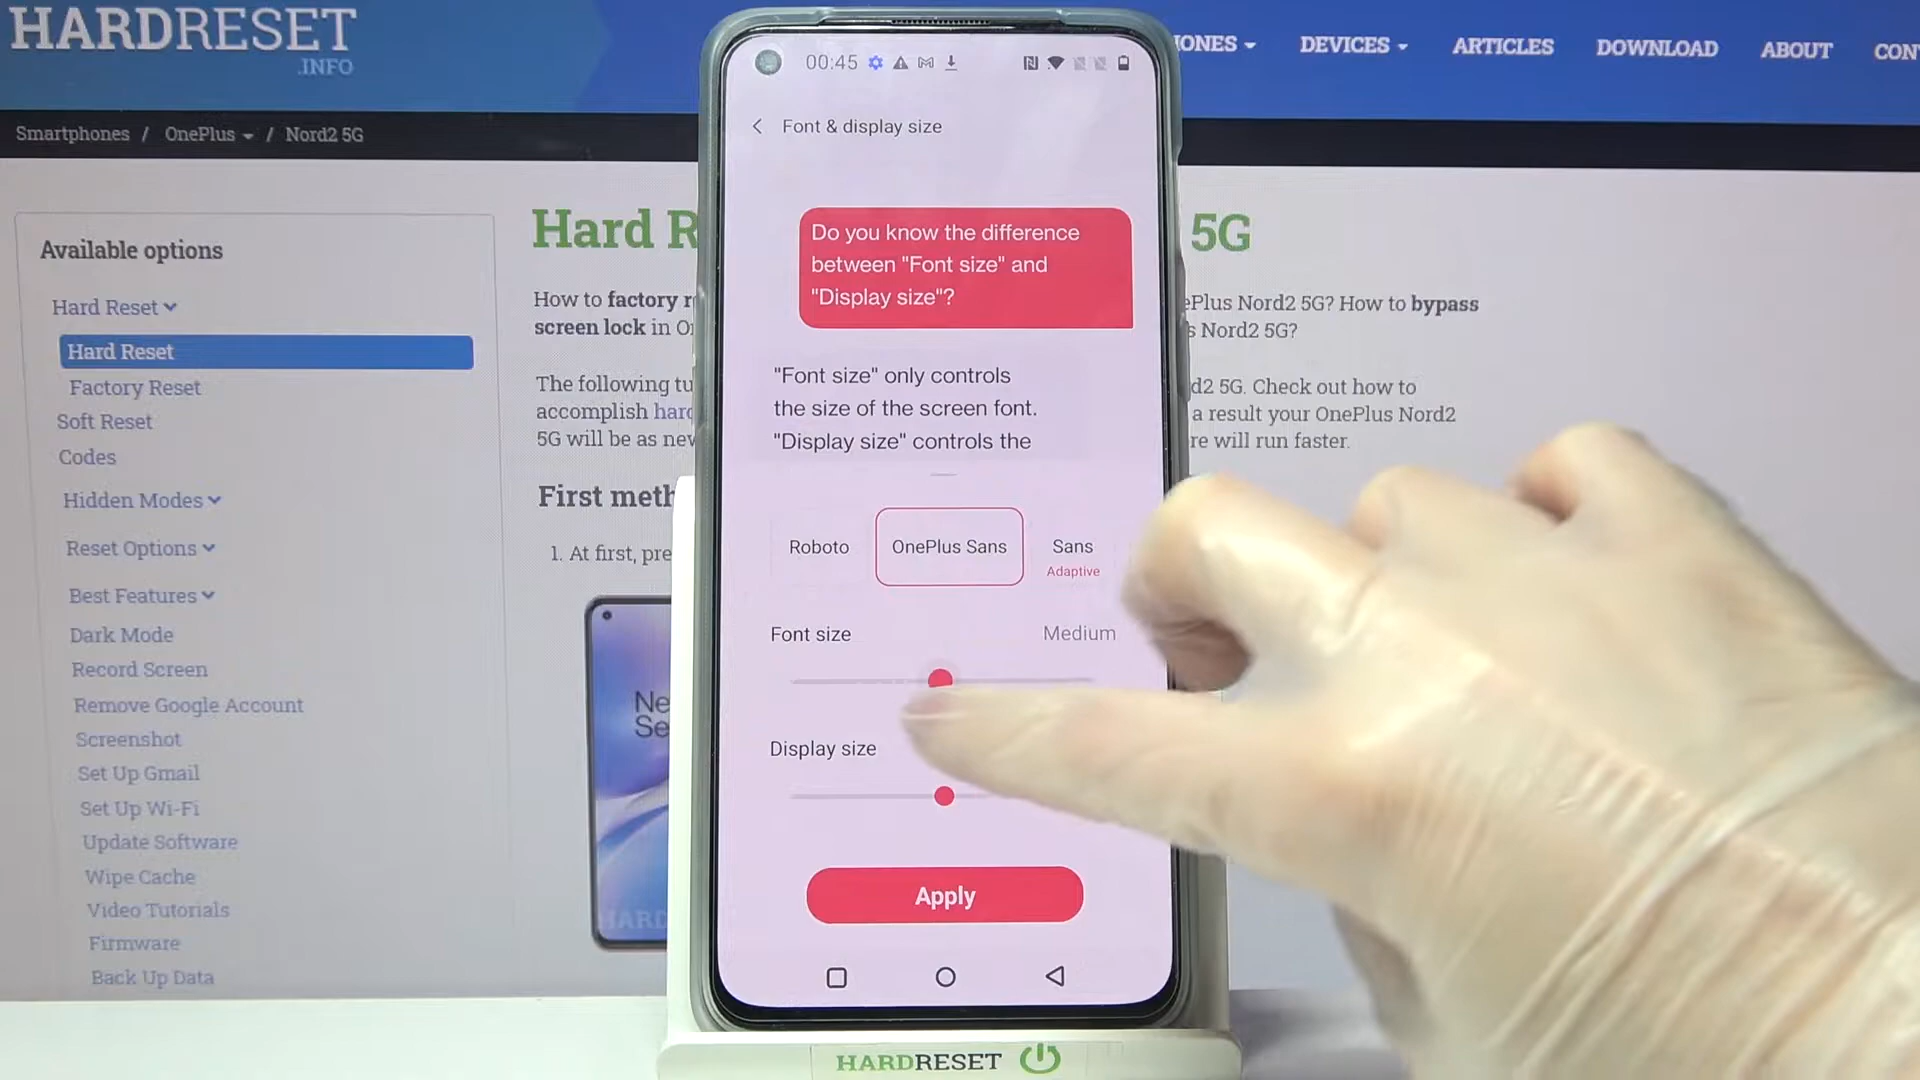 HARDRESET
.INFO
DEVICES
ARTICLES
DOWNLOAD
ABOUT
Smartphones / OnePlus / Nord2 5G
Available options
Hard Reset
Hard Reset
Factory Reset
Soft Reset
Codes
Hidden Modes
Reset Options
Best Features
Dark Mode
Record Screen
Remove Google Account
Screenshot
Set Up Gmail
Set Up Wi-Fi
Update Software
Wipe Cache
Video Tutorials
Firmware
Back Up Data
Hard R
5G
How to factory r
screen lock in O
Plus Nord2 5G? How to bypass
s Nord2 5G?
The following tu
accomplish hard
5G will be as new
d2 5G. Check out how to
a result your OnePlus Nord2
re will run faster.
First meth
1. At first, pre
Ne
Se
00:45
Font & display size
Do you know the difference
between "Font size" and
"Display size"?
"Font size" only controls
the size of the screen font.
"Display size" controls the
Roboto
OnePlus Sans
Sans
Adaptive
Font size
Medium
Display size
Apply
HARDRESET